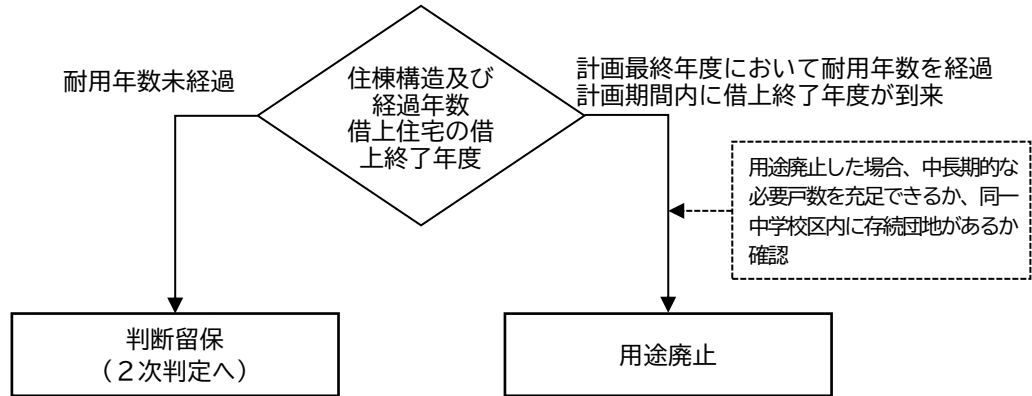 耐用年数未経過
住棟構造及び
経過年数
借上住宅の借
上終了年度
計画最終年度において耐用年数を経過
計画期間内に借上終了年度が到来
用途廃止した場合、中長期的な
必要戸数を充足できるか、同一
中学校区内に存続団地があるか
確認
判断留保
（２次判定へ）
用途廃止